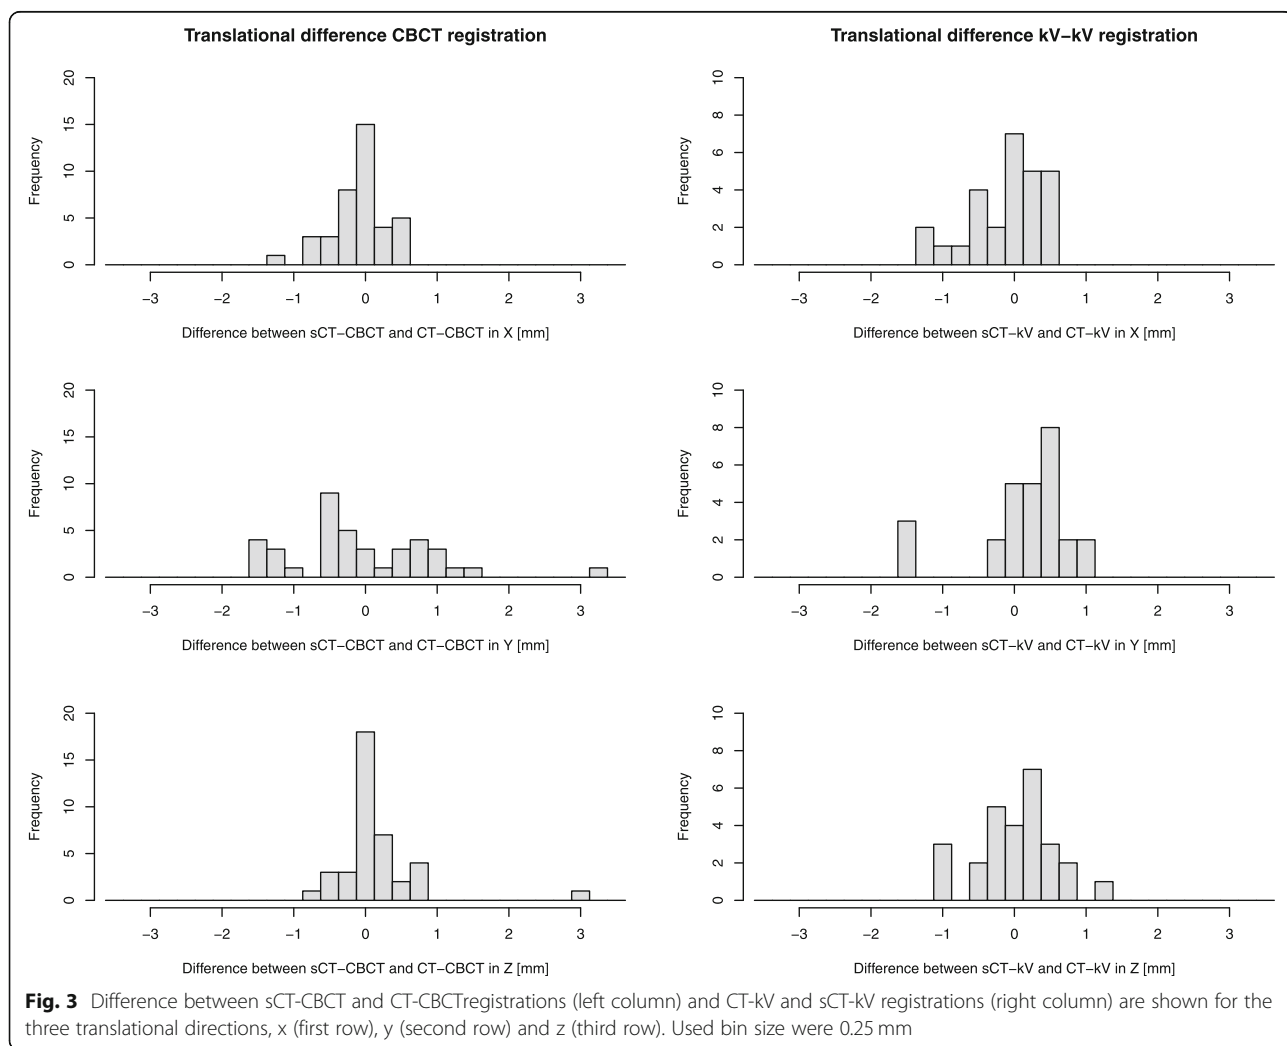 Translational difference CBCT registration
Translational difference kV−kV registration
20
15
10
5
0
Frequency
−3 −2 −1 0 1 2 3
Difference between sCT−CBCT and CT−CBCT in X [mm]
10
8
6
4
2
0
Frequency
−3 −2 −1 0 1 2 3
Difference between sCT−kV and CT−kV in X [mm]
20
15
10
5
0
Frequency
−3 −2 −1 0 1 2 3
Difference between sCT−CBCT and CT−CBCT in Y [mm]
10
8
6
4
2
0
Frequency
−3 −2 −1 0 1 2 3
Difference between sCT−kV and CT−kV in Y [mm]
20
15
10
5
0
Frequency
−3 −2 −1 0 1 2 3
Difference between sCT−CBCT and CT−CBCT in Z [mm]
10
8
6
4
2
0
Frequency
−3 −2 −1 0 1 2 3
Difference between sCT−kV and CT−kV in Z [mm]
Fig. 3 Difference between sCT-CBCT and CT-CBCTregistrations (left column) and CT-kV and sCT-kV registrations (right column) are shown for the
three translational directions, x (first row), y (second row) and z (third row). Used bin size were 0.25 mm